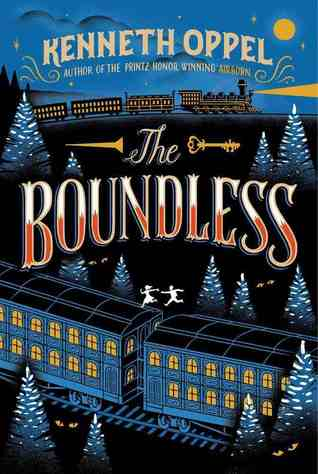 KENNETH OPPEL
AUTHOR OF THE PRINTZ HONOR WINNING AIRBORN
The
BOUNDLESS